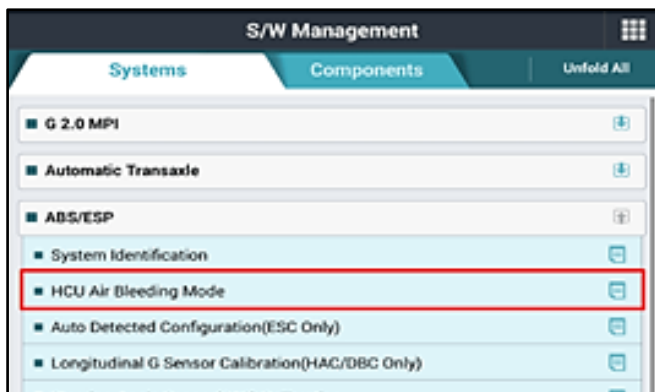 S/W Management
Systems
Components
Unfold All
G 2.0 MPI
Automatic Transaxle
ABS/ESP
System Identification
HCU Air Bleeding Mode
Auto Detected Configuration(ESC Only)
Longitudinal G Sensor Calibration(HAC/DBC Only)